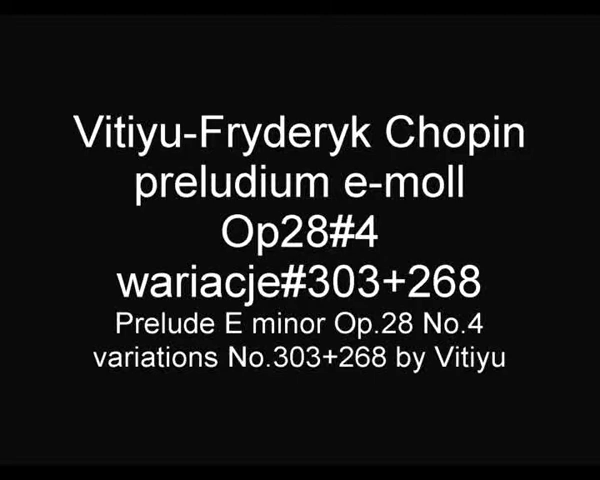 Vitiyu-Fryderyk Chopin
preludium e-moll
Op28#4
wariacje#303+268
Prelude E minor Op.28 No.4
variations No.303+268 by Vitiyu